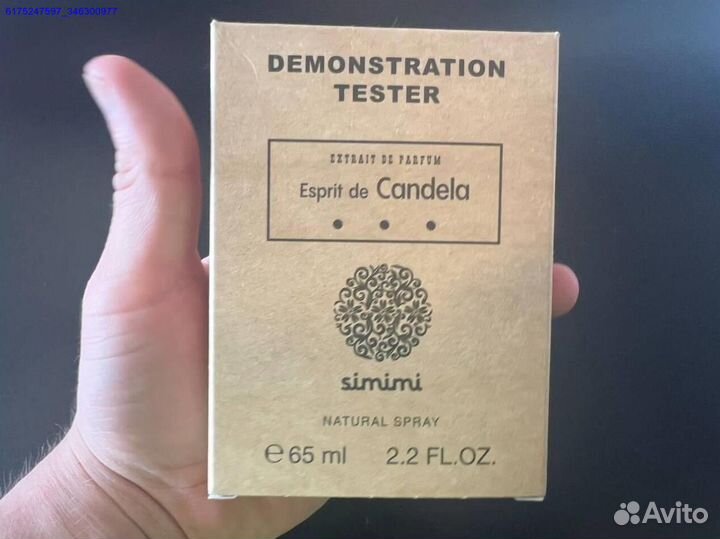 6175247597_346300977
DEMONSTRATION
TESTER
EXTRAIT DE PARFUM
Esprit de Candela
simimi
NATURAL SPRAY
e 65 ml 2.2 FL.OZ.
Avito